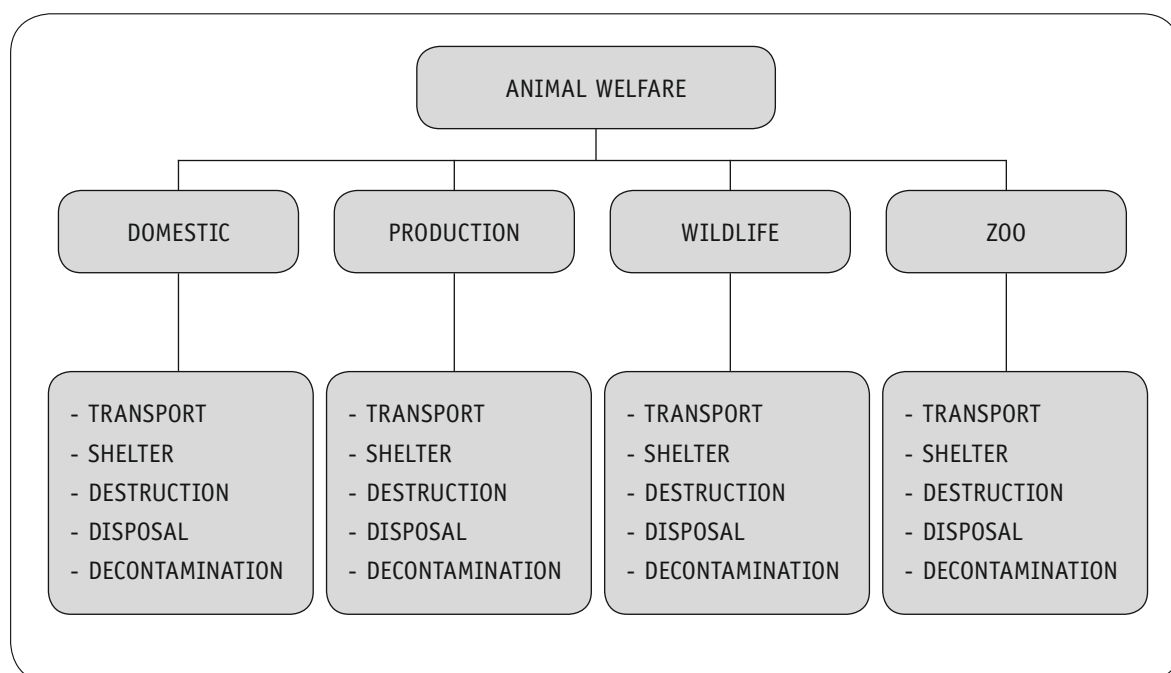 ANIMAL WELFARE
DOMESTIC
PRODUCTION
WILDLIFE
ZOO
- TRANSPORT
- SHELTER
- DESTRUCTION
- DISPOSAL
- DECONTAMINATION
- TRANSPORT
- SHELTER
- DESTRUCTION
- DISPOSAL
- DECONTAMINATION
- TRANSPORT
- SHELTER
- DESTRUCTION
- DISPOSAL
- DECONTAMINATION
- TRANSPORT
- SHELTER
- DESTRUCTION
- DISPOSAL
- DECONTAMINATION